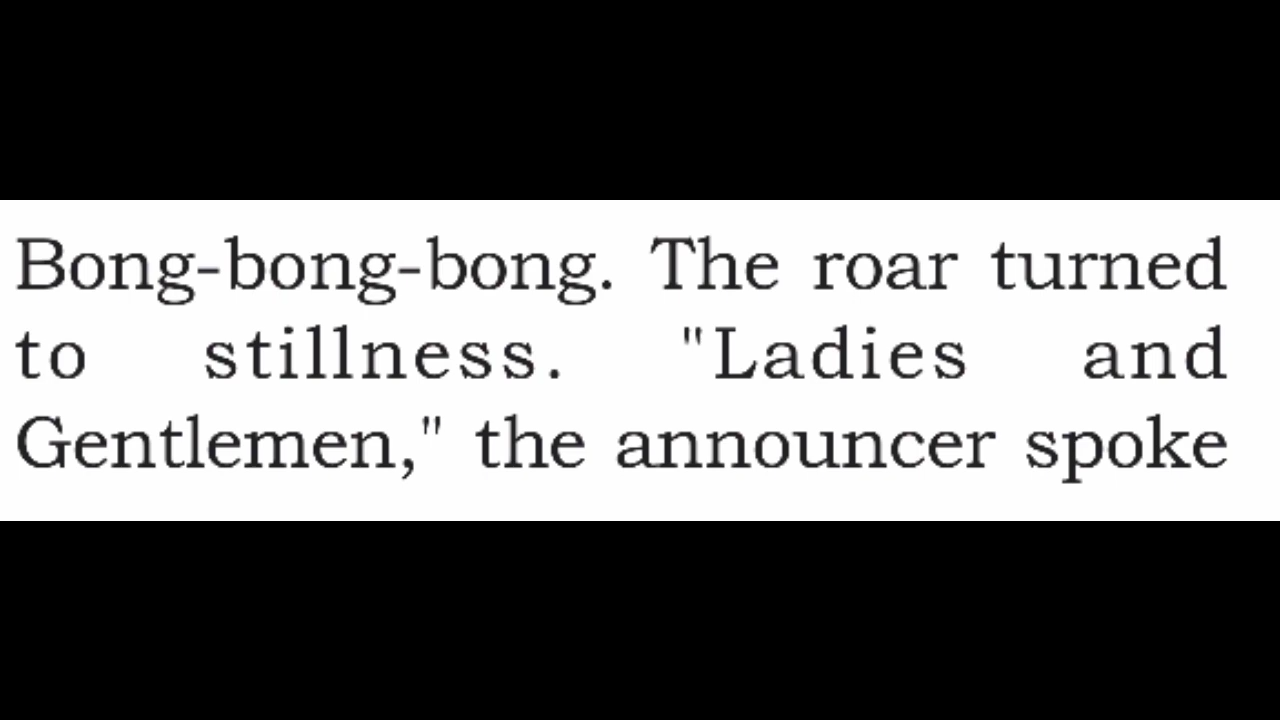 Bong-bong-bong. The roar turned
to stillness. "Ladies and
Gentlemen," the announcer spoke